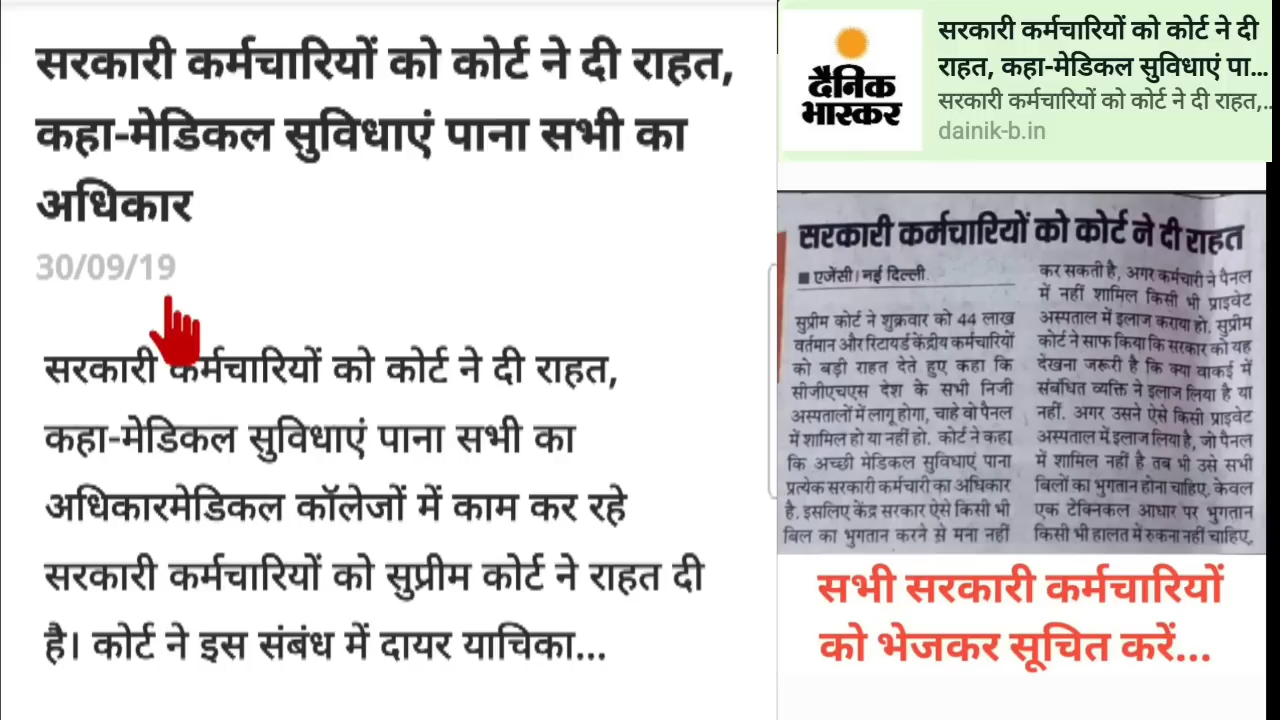 सरकारी कर्मचारियों को कोर्ट ने दी राहत,
कहा-मेडिकल सुविधाएं पाना सभी का
अधिकार
30/09/19
सरकारी कर्मचारियों को कोर्ट ने दी राहत,
कहा-मेडिकल सुविधाएं पाना सभी का
अधिकारमेडिकल कॉलेजों में काम कर रहे
सरकारी कर्मचारियों को सुप्रीम कोर्ट ने राहत दी
है। कोर्ट ने इस संबंध में दायर याचिका...
दैनिक
भास्कर
सरकारी कर्मचारियों को कोर्ट ने दी
राहत, कहा-मेडिकल सुविधाएं पा...
सरकारी कर्मचारियों को कोर्ट ने दी राहत,...
dainik-b.in
सरकारी कर्मचारियों को कोर्ट ने दी राहत
■ एजेंसी। नई दिल्ली.
सुप्रीम कोर्ट ने शुक्रवार को 44 लाख
वर्तमान और रिटायर्ड केंद्रीय कर्मचारियों
को बड़ी राहत देते हुए कहा कि
सीजीएचएस देश के सभी निजी
अस्पतालों में लागू होगा, चाहे वो पैनल
में शामिल हो या नहीं हो. कोर्ट ने कहा
कि अच्छी मेडिकल सुविधाएं पाना
प्रत्येक सरकारी कर्मचारी का अधिकार
है. इसलिए केंद्र सरकार ऐसे किसी भी
बिल का भुगतान करने से मना नहीं
कर सकती है, अगर कर्मचारी ने पैनल
में नहीं शामिल किसी भी प्राइवेट
अस्पताल में इलाज कराया हो. सुप्रीम
कोर्ट ने साफ किया कि सरकार को यह
देखना जरूरी है कि क्या वाकई में
संबंधित व्यक्ति ने इलाज लिया है या
नहीं. अगर उसने ऐसे किसी प्राइवेट
अस्पताल में इलाज लिया है, जो पैनल
में शामिल नहीं है तब भी उसे सभी
बिलों का भुगतान होना चाहिए. केवल
एक टेक्निकल आधार पर भुगतान
किसी भी हालत में रुकना नहीं चाहिए.
सभी सरकारी कर्मचारियों
को भेजकर सूचित करें...